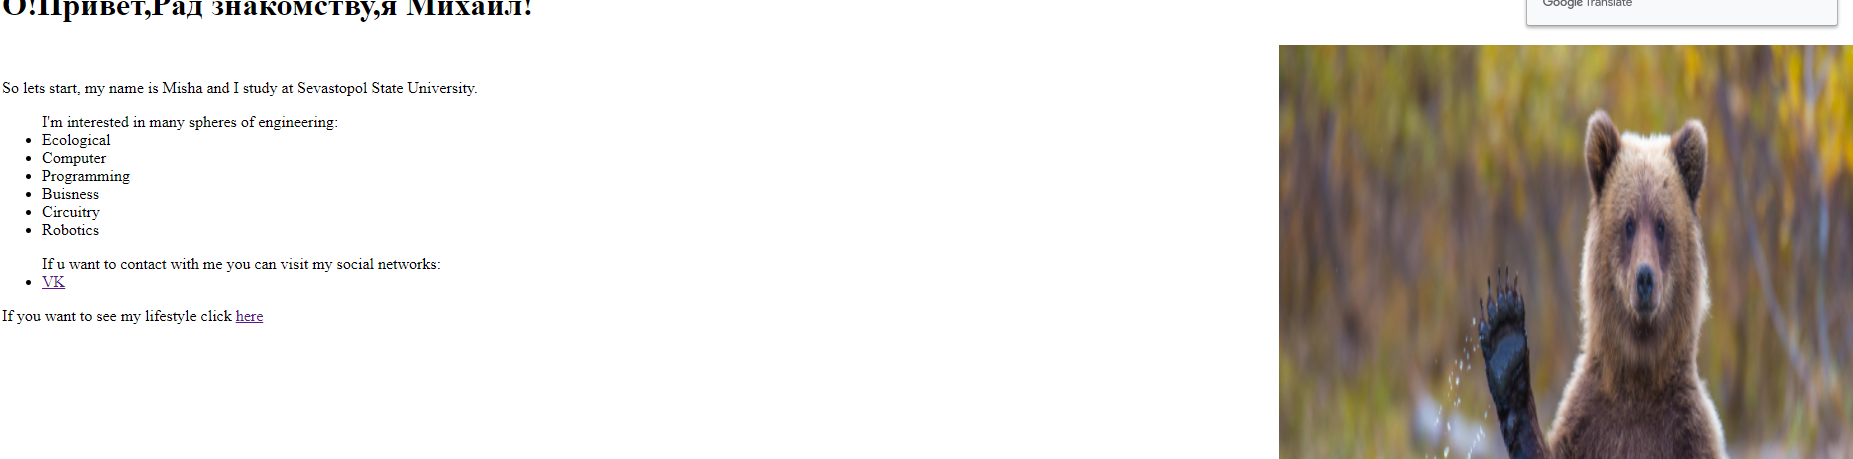 О!Привет,Рад знакомству,я Михаил!
Google Translate
So lets start, my name is Misha and I study at Sevastopol State University.
I'm interested in many spheres of engineering:
Ecological
Computer
Programming
Buisness
Circuitry
Robotics
If u want to contact with me you can visit my social networks:
VK
If you want to see my lifestyle click here